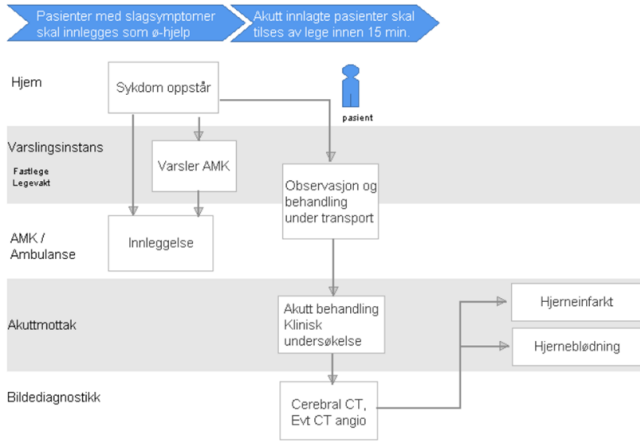 Pasienter med slagsymptomer
skal innlegges som ø-hjelp
Akutt innlagte pasienter skal
tilses av lege innen 15 min.
Hjem
Sykdom oppstår
pasient
Varslingsinstans
Fastlege
Legevakt
Varsler AMK
Observasjon og
behandling
under transport
AMK /
Ambulanse
Innleggelse
Akuttmottak
Akutt behandling
Klinisk
undersøkelse
Hjerneinfarkt
Hjerneblødning
Bildediagnostikk
Cerebral CT,
Evt CT angio